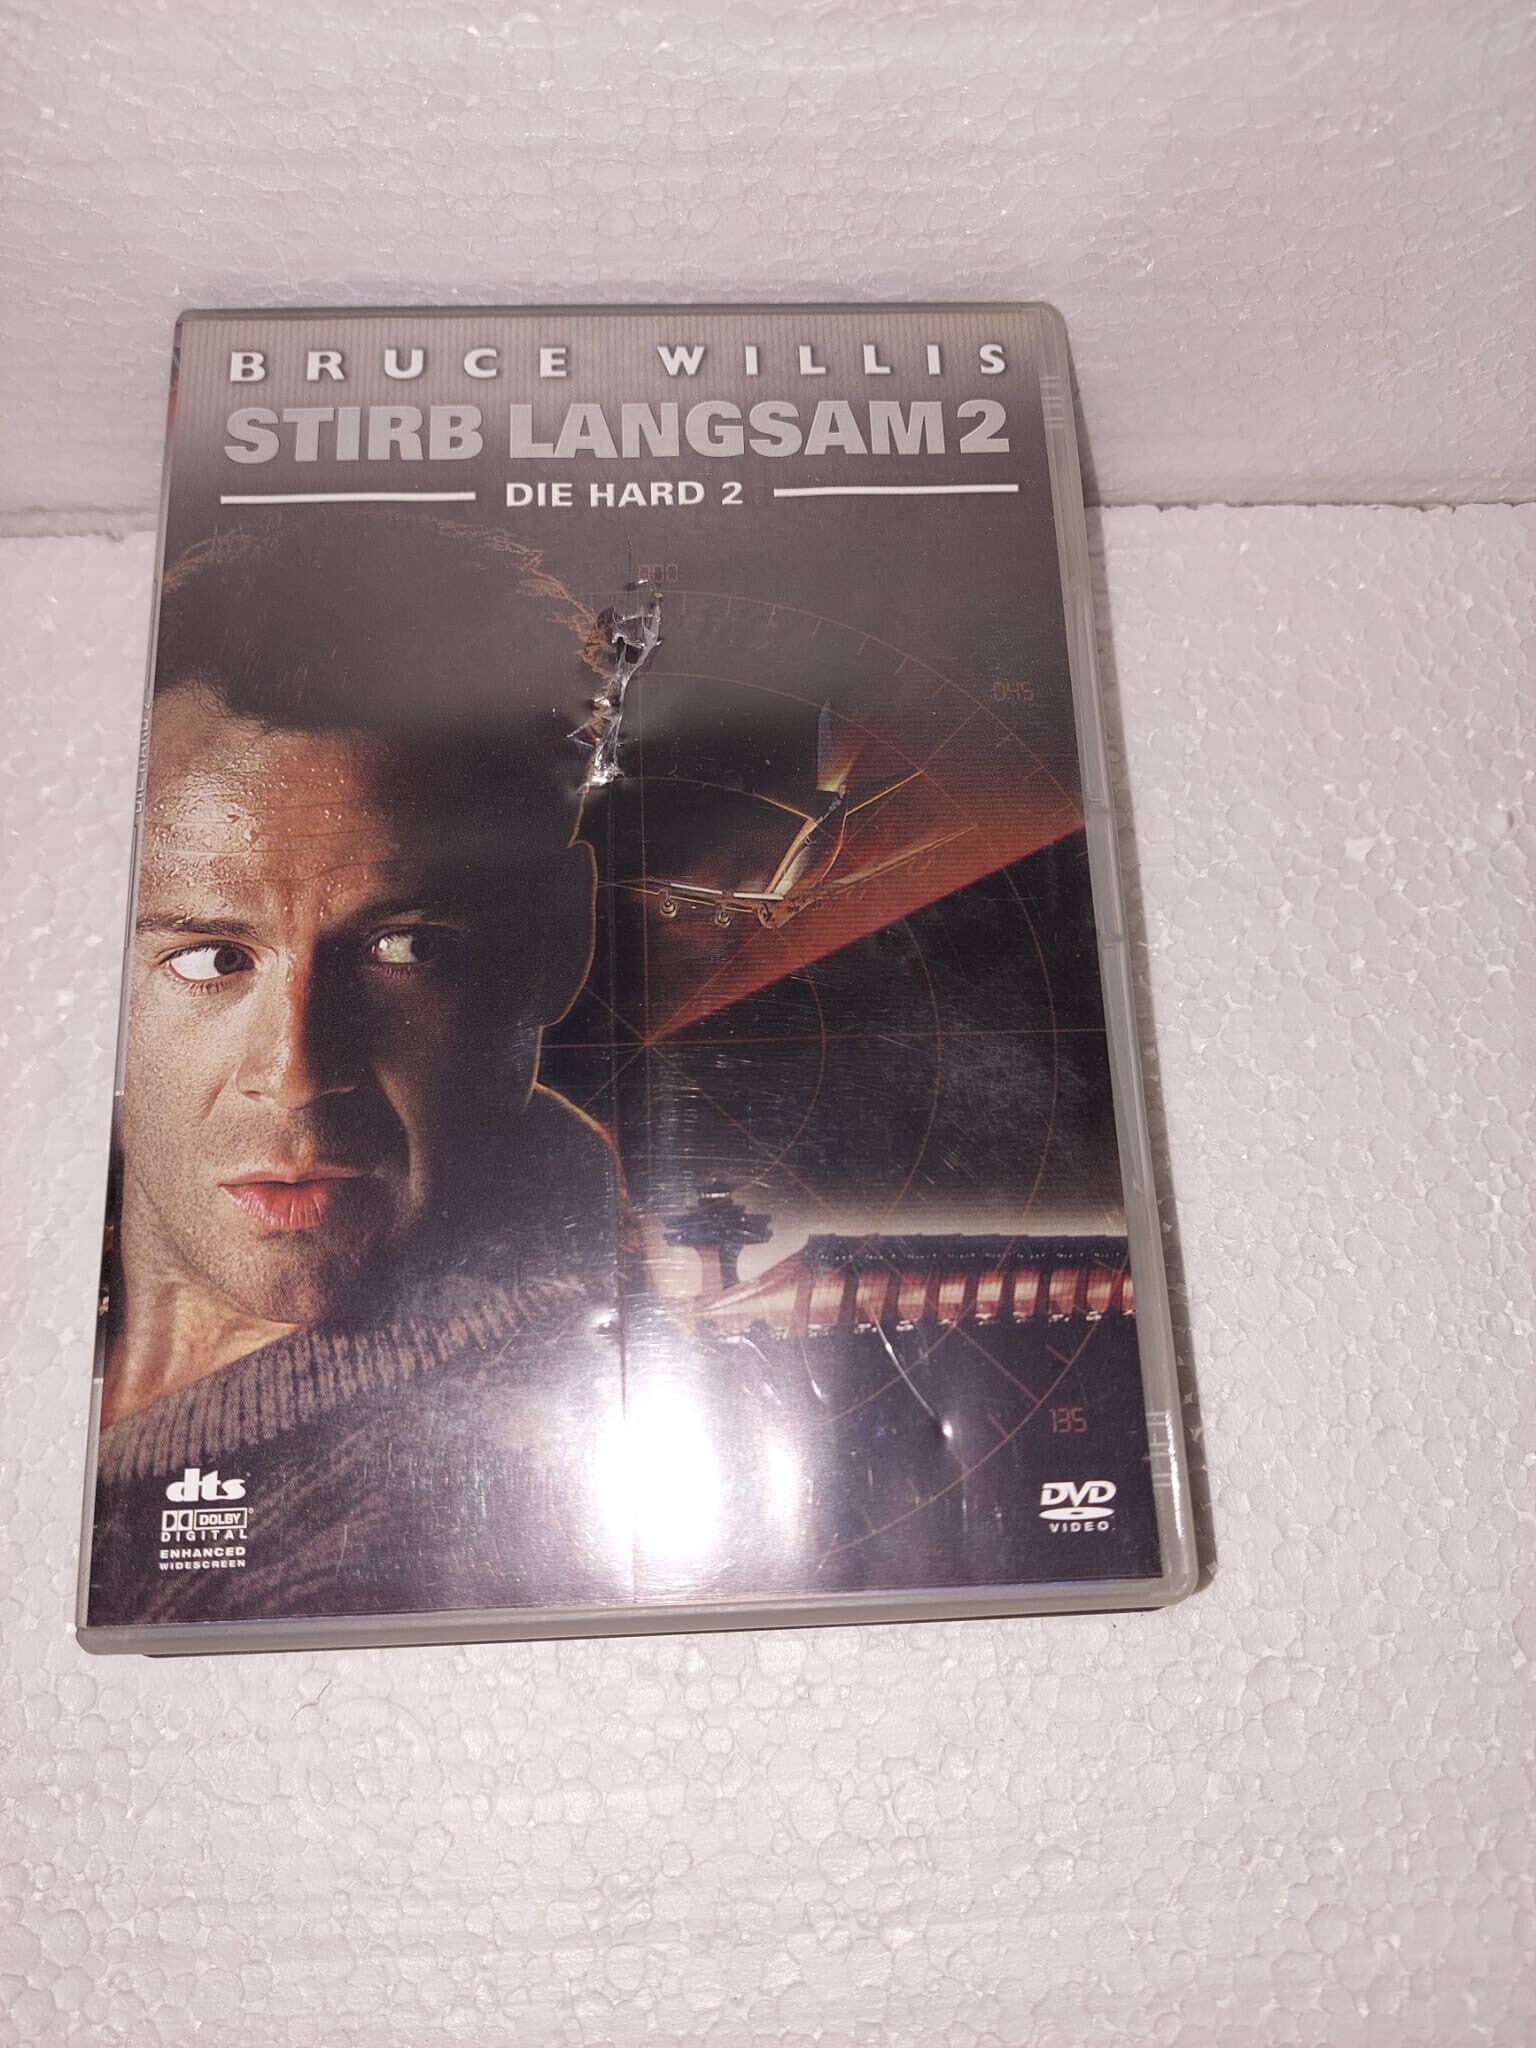 BRUCE WILLIS
STIRB LANGSAM 2
DIE HARD 2
000
045
135
dts
DOLBY
DIGITAL
ENHANCED
WIDESCREEN
DVD
VIDEO